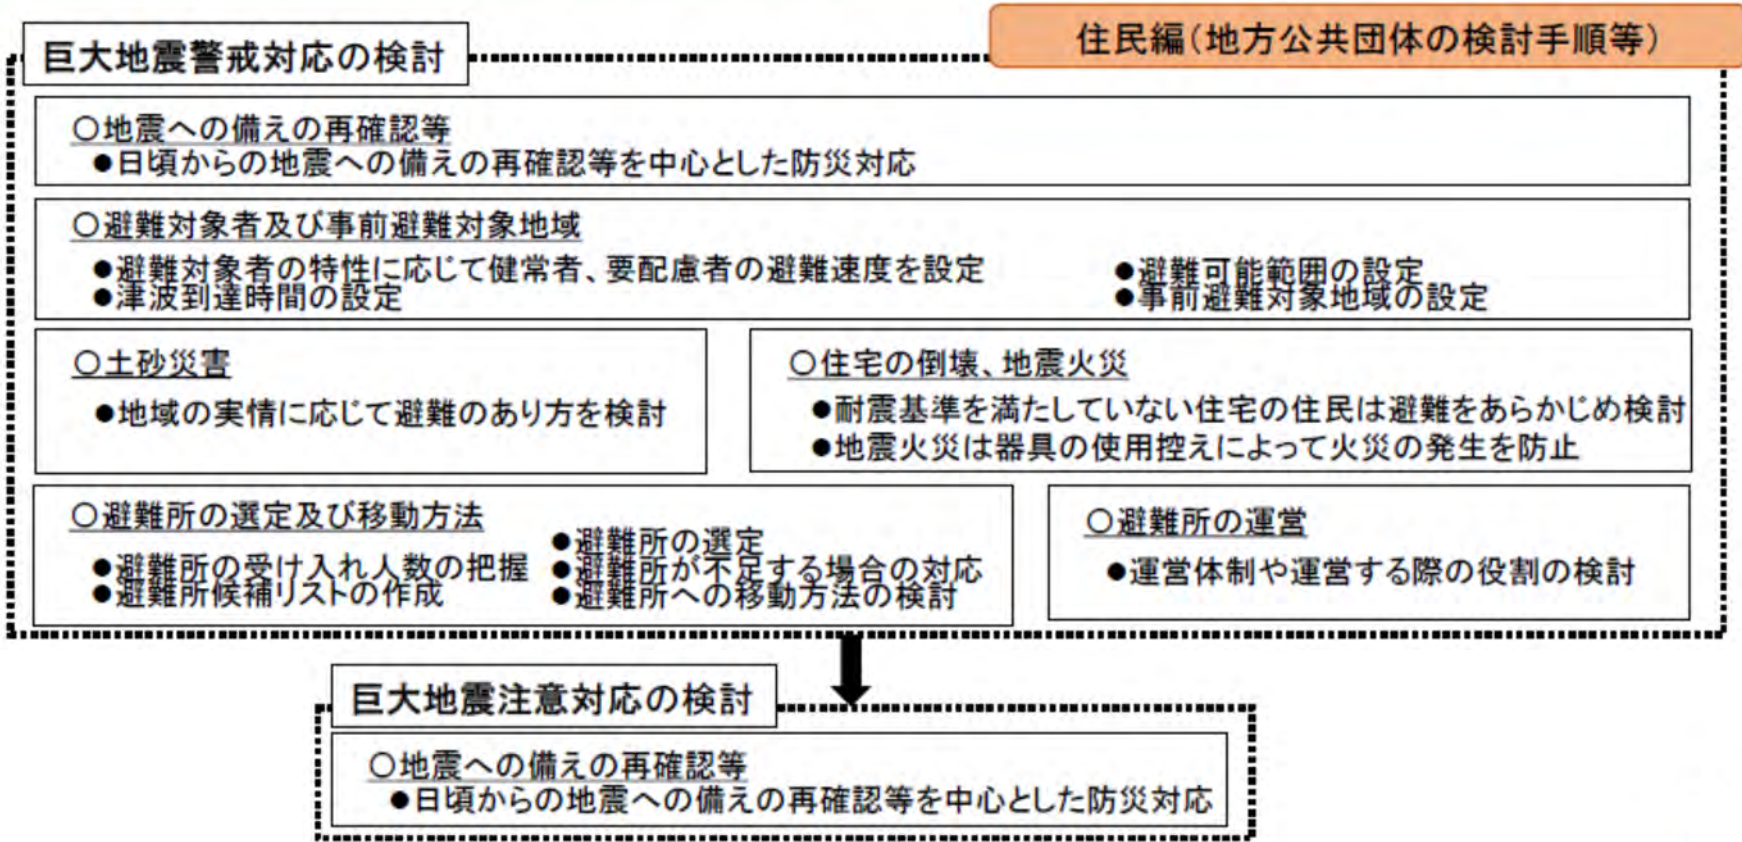 住民編(地方公共団体の検討手順等)
巨大地震警戒対応の検討
○地震への備えの再確認等
●日頃からの地震への備えの再確認等を中心とした防災対応
○避難対象者及び事前避難対象地域
●避難対象者の特性に応じて健常者、要配慮者の避難速度を設定
●津波到達時間の設定
●避難可能範囲の設定
●事前避難対象地域の設定
○土砂災害
●地域の実情に応じて避難のあり方を検討
○住宅の倒壊、地震火災
●耐震基準を満たしていない住宅の住民は避難をあらかじめ検討
●地震火災は器具の使用控えによって火災の発生を防止
○避難所の選定及び移動方法
●避難所の受け入れ人数の把握
●避難所候補リストの作成
●避難所の選定
●避難所が不足する場合の対応
●避難所への移動方法の検討
○避難所の運営
●運営体制や運営する際の役割の検討
巨大地震注意対応の検討
○地震への備えの再確認等
●日頃からの地震への備えの再確認等を中心とした防災対応